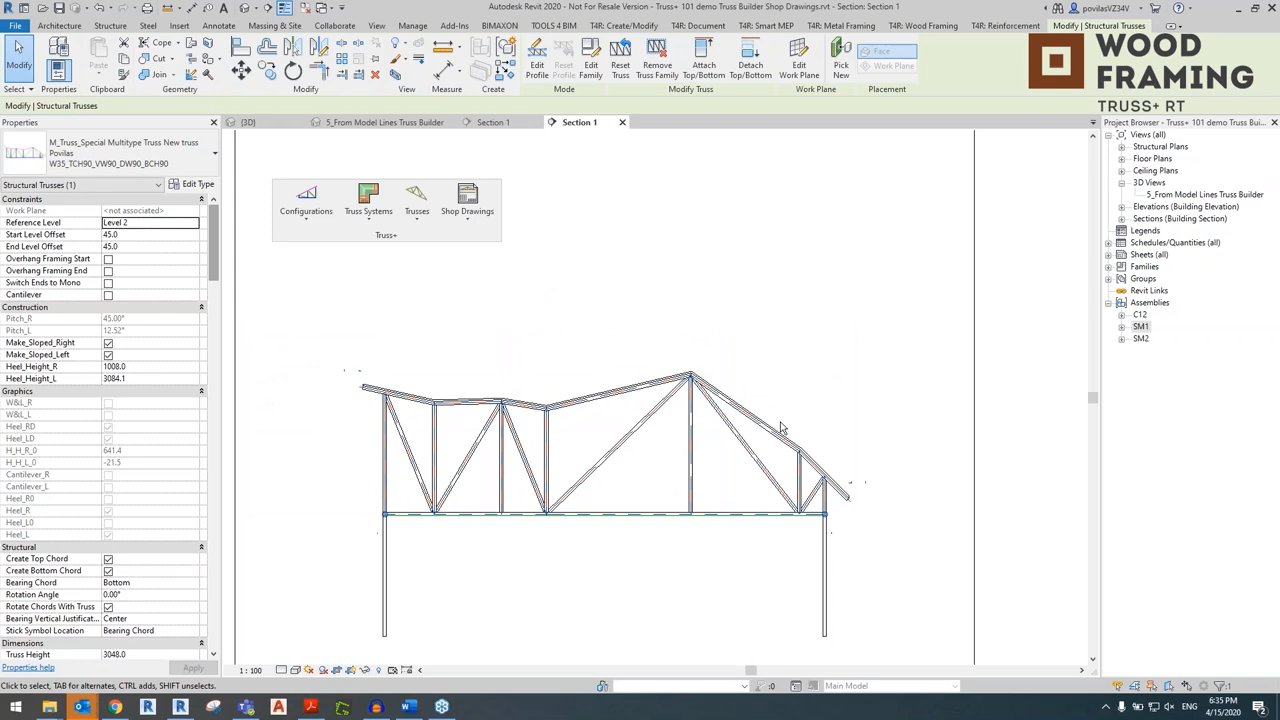 Autodesk Revit 2020 - Not For Resale Version - Truss+ 101 demo Truss Builder Shop Drawings.rvt - Section: Section 1
povilasVZ34V
File Architecture Structure Steel Insert Annotate Analyze Massing & Site Collaborate View Manage Add-Ins BIMAXON TOOLS 4 BIM T4R: Create/Modify T4R: Document T4R: Smart MEP T4R: Metal Framing T4R: Wood Framing T4R: Reinforcement Modify | Structural Trusses
Modify
Paste
Cope
Cut
Join
Edit Profile
Reset Profile
Edit Family
Reset Truss
Remove Truss Family
Attach Top/Bottom
Detach Top/Bottom
Edit Work Plane
Pick New
Face
Work Plane
Select Properties Clipboard Geometry Modify View Measure Create Mode Modify Truss Work Plane Placement
WOOD
FRAMING
TRUSS+ RT
Modify | Structural Trusses
Properties
{3D}
5_From Model Lines Truss Builder
Section 1
Section 1
Project Browser - Truss+ 101 demo Truss Bui...
M_Truss_Special Multitype Truss New truss
Povilas
W35_TCH90_VW90_DW90_BCH90
Structural Trusses (1)
Edit Type
Constraints
Work Plane <not associated>
Reference Level Level 2
Start Level Offset 45.0
End Level Offset 45.0
Overhang Framing Start
Overhang Framing End
Switch Ends to Mono
Cantilever
Construction
Pitch_R 45.00°
Pitch_L 12.52°
Make_Sloped_Right
Make_Sloped_Left
Heel_Height_R 1008.0
Heel_Height_L 3084.1
Graphics
W&L_R
W&L_L
Heel_RD
Heel_LD
H_H_R_0 641.4
H_H_L_0 -21.5
Cantilever_R
Cantilever_L
Heel_R0
Heel_R
Heel_L0
Heel_L
Structural
Create Top Chord
Create Bottom Chord
Bearing Chord Bottom
Rotation Angle 0.00°
Rotate Chords With Truss
Bearing Vertical Justificat... Center
Stick Symbol Location Bearing Chord
Dimensions
Truss Height 3048.0
Properties help
Apply
Configurations
Truss Systems
Trusses
Shop Drawings
Truss+
Views (all)
Structural Plans
Floor Plans
Ceiling Plans
3D Views
5_From Model Lines Truss Builder
Elevations (Building Elevation)
Sections (Building Section)
Legends
Schedules/Quantities (all)
Sheets (all)
Families
Groups
Revit Links
Assemblies
C12
SM1
SM2
1 : 100
Click to select, TAB for alternates, CTRL adds, SHIFT unselects.
:0
Main Model
:1
ENG
6:35 PM
4/15/2020